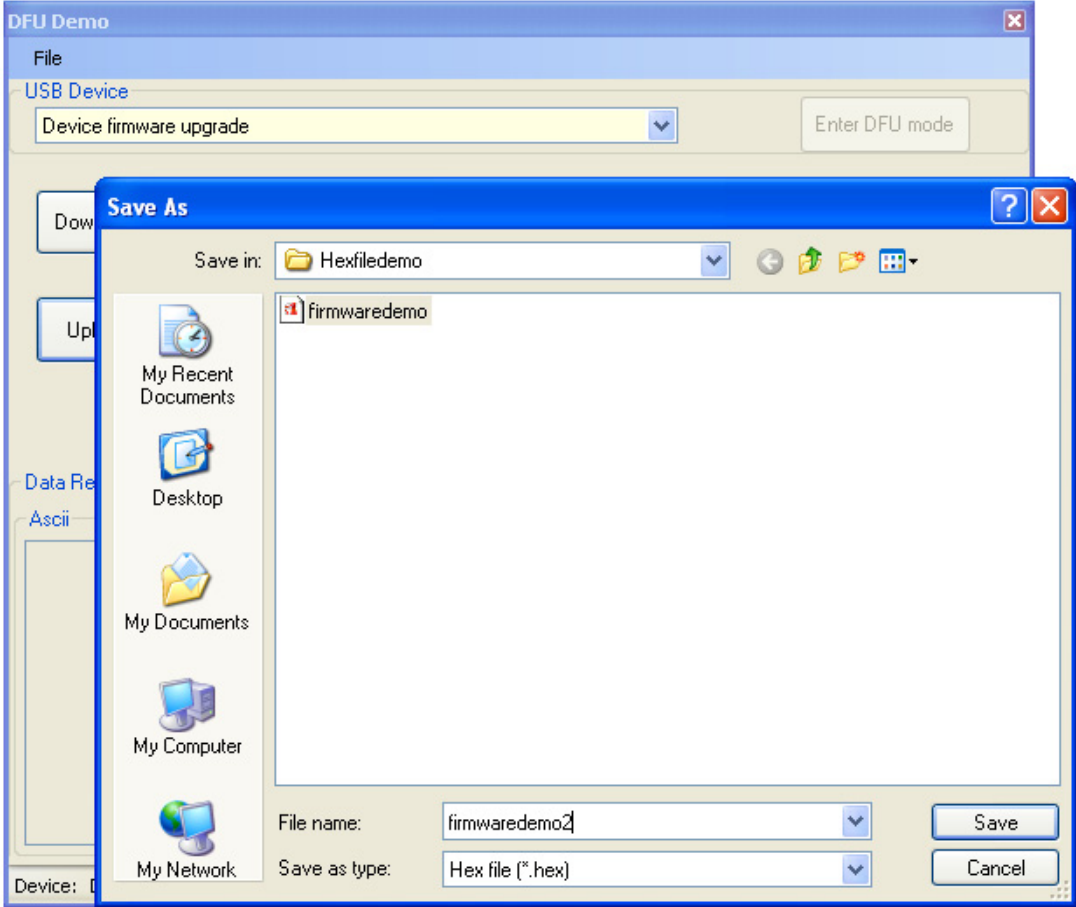 DFU Demo
File
USB Device
Device firmware upgrade
Enter DFU mode
Save As
Save in:
Hexfiledemo
firmwaredemo
My Recent
Documents
Desktop
My Documents
My Computer
My Network
File name:
firmwaredemo2
Save
Save as type:
Hex file (*.hex)
Cancel
Data Re
Ascii
Device: